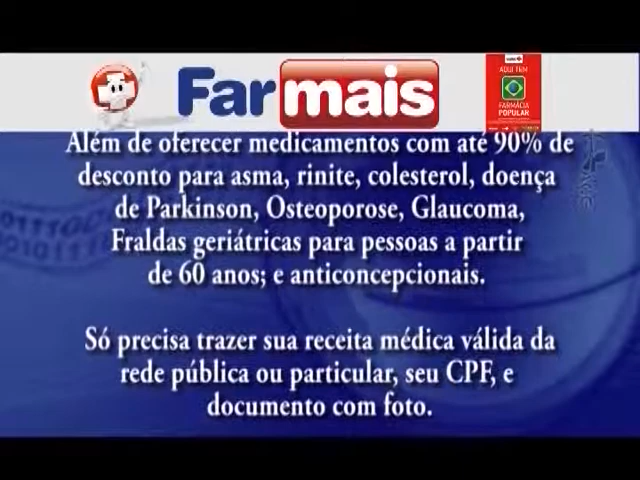 Farmais
AQUI TEM
FARMÁCIA
POPULAR
Além de oferecer medicamentos com até 90% de
desconto para asma, rinite, colesterol, doença
de Parkinson, Osteoporose, Glaucoma,
Fraldas geriátricas para pessoas a partir
de 60 anos; e anticoncepcionais.
Só precisa trazer sua receita médica válida da
rede pública ou particular, seu CPF, e
documento com foto.